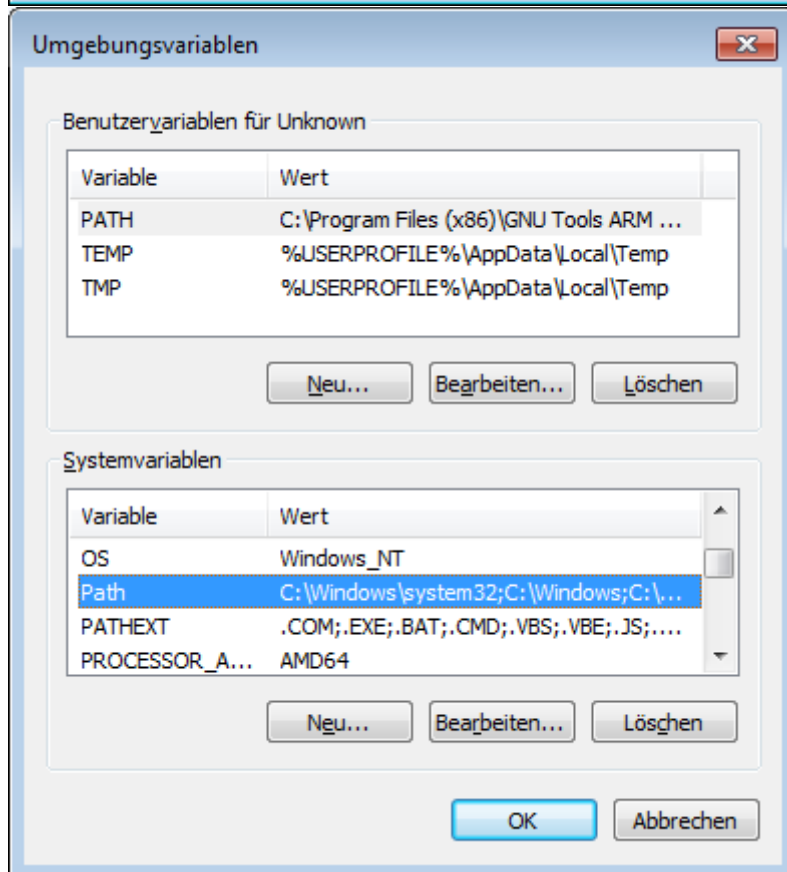 Umgebungsvariablen
Benutzervariablen für Unknown
Variable Wert
PATH C:\Program Files (x86)\GNU Tools ARM ...
TEMP %USERPROFILE%\AppData\Local\Temp
TMP %USERPROFILE%\AppData\Local\Temp
Neu... Bearbeiten... Löschen
Systemvariablen
Variable Wert
OS Windows_NT
Path C:\Windows\system32;C:\Windows;C:\...
PATHEXT .COM;.EXE;.BAT;.CMD;.VBS;.VBE;.JS;....
PROCESSOR_A... AMD64
Neu... Bearbeiten... Löschen
OK Abbrechen